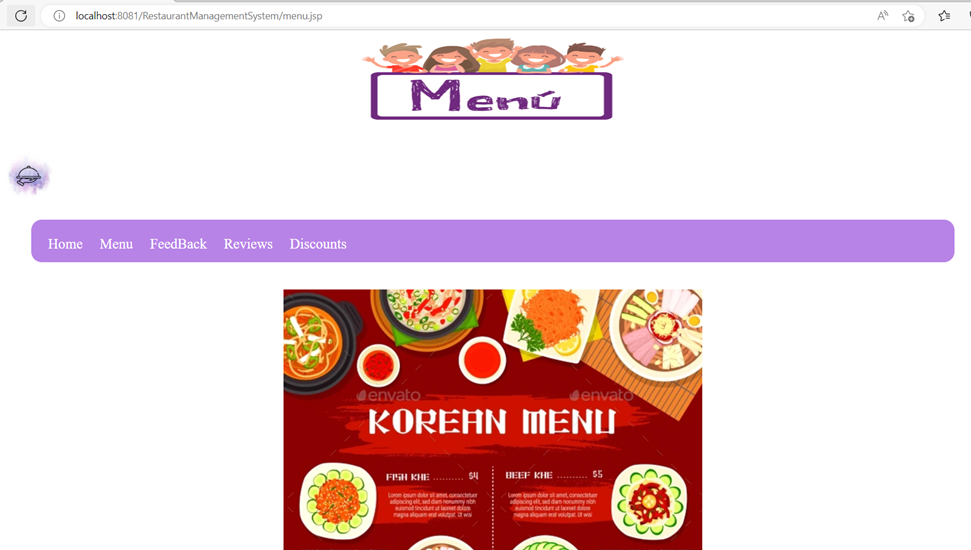 localhost:8081/RestaurantManagementSystem/menu.jsp
Menú
Home Menu FeedBack Reviews Discounts
envato envato
KOREAN MENU
FISH KHE .......... $4
Lorem ipsum dolor sit amet, consectetuer
adipiscing elit, sed diam nonummy nibh
euismod tincidunt ut laoreet dolore
magna aliquam erat volutpat. Ut wisi
BEEF KHE .......... $5
Lorem ipsum dolor sit amet, consectetuer
adipiscing elit, sed diam nonummy nibh
euismod tincidunt ut laoreet dolore
magna aliquam erat volutpat. Ut wisi